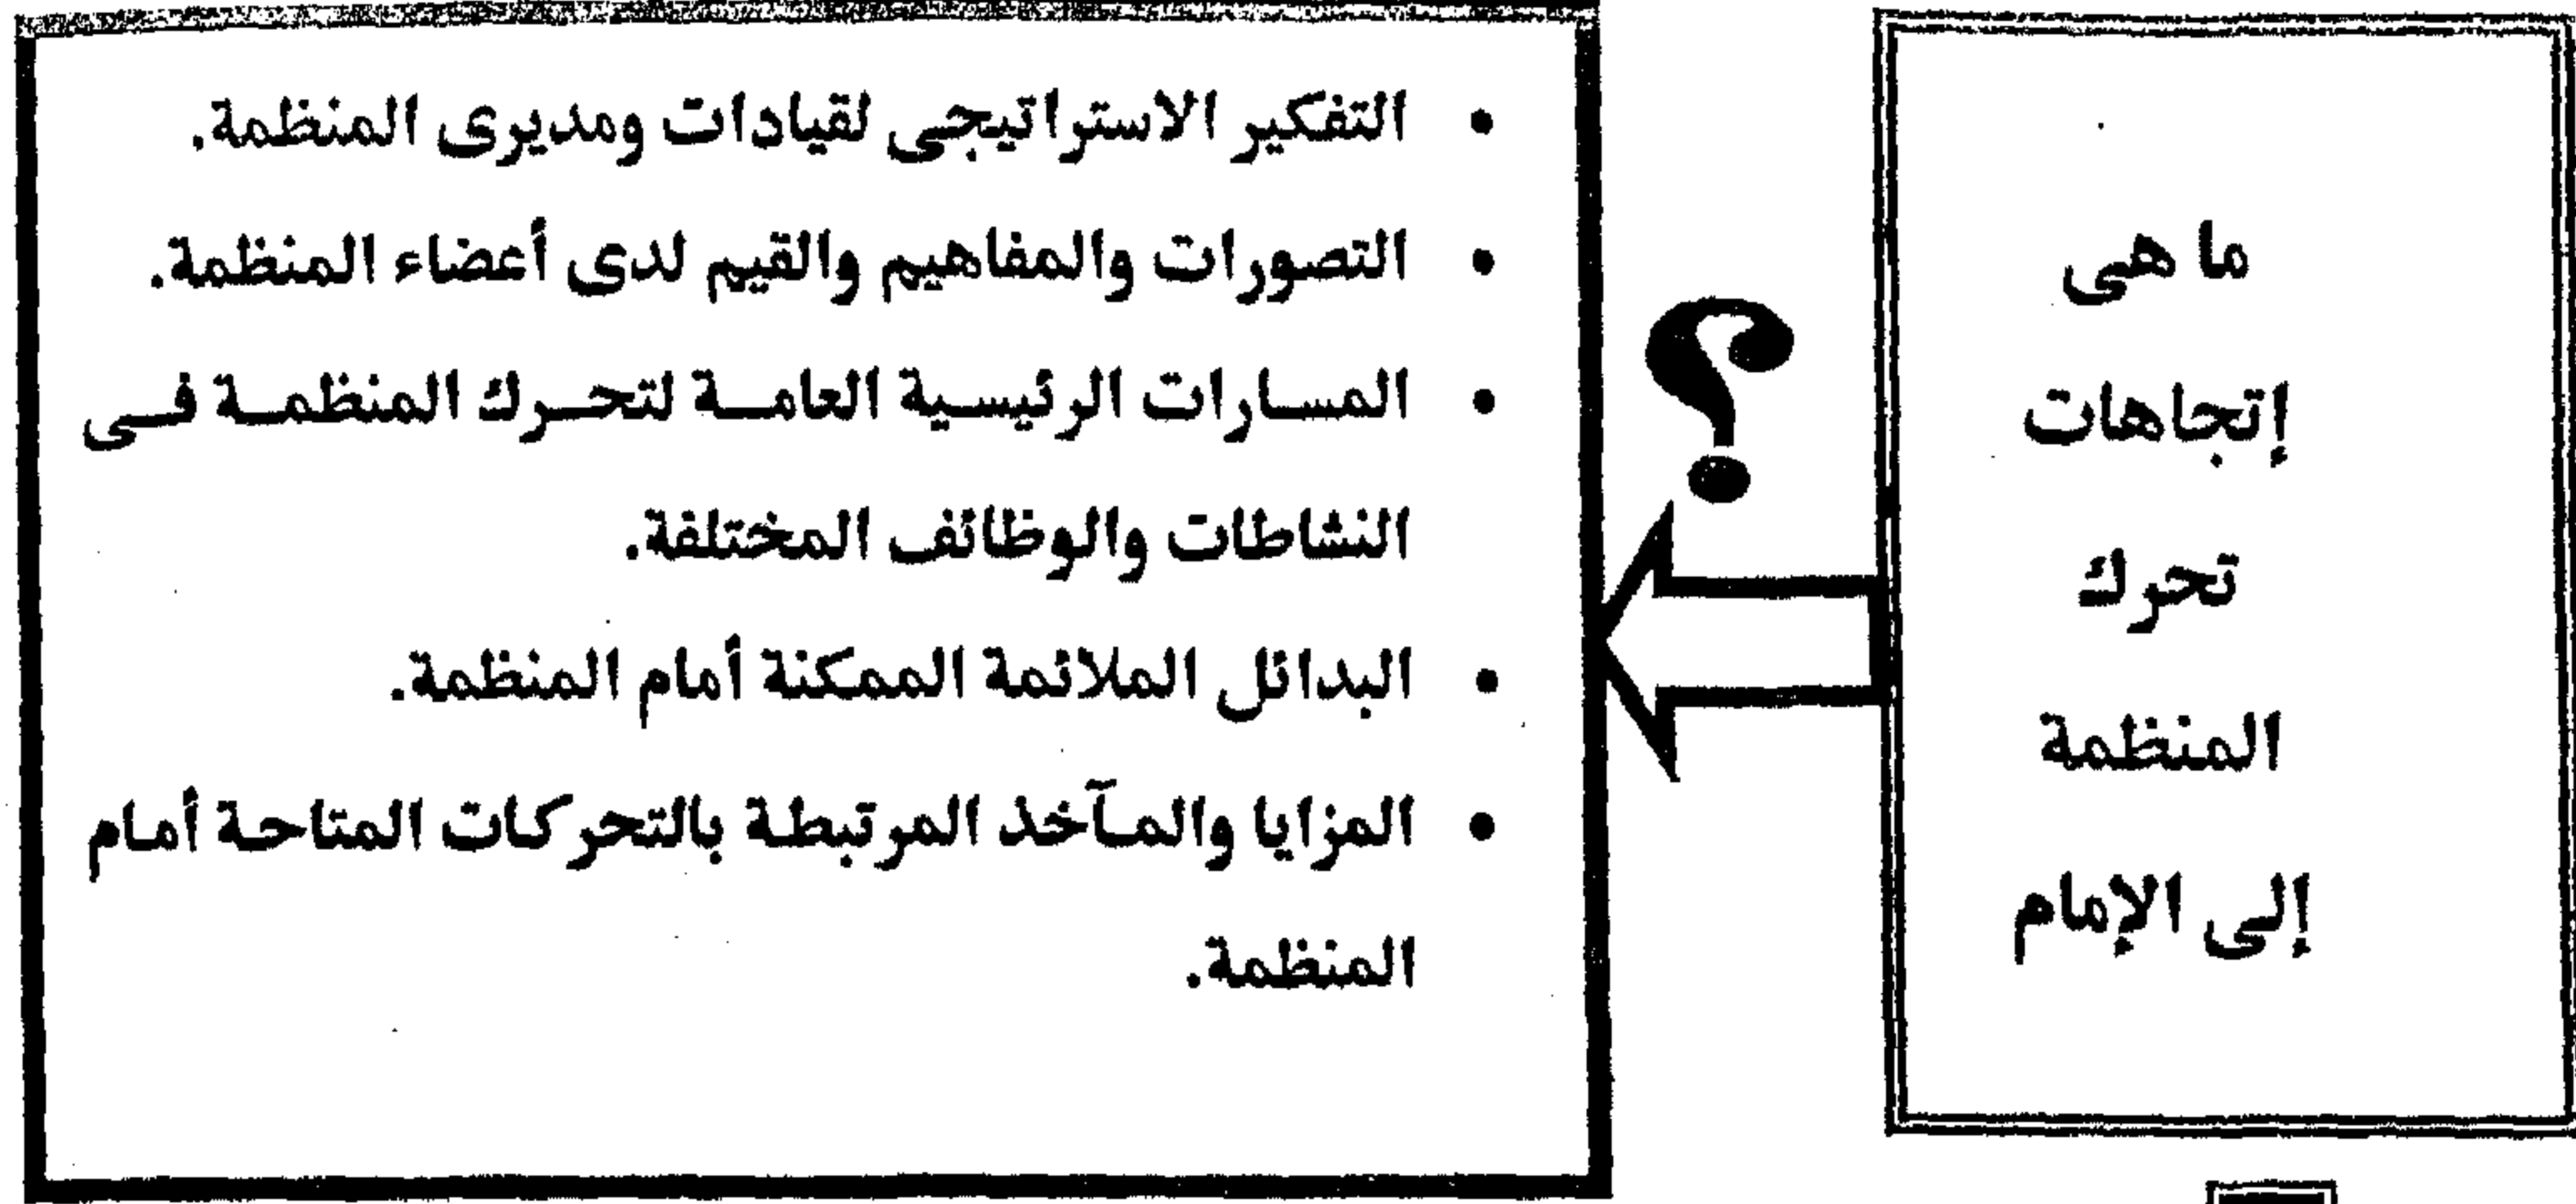 ما هى
إتجاهات
تحرك
المنظمة
إلى الإمام
؟
• التفكير الاستراتيجى لقيادات ومديرى المنظمة.
• التصورات والمفاهيم والقيم لدى أعضاء المنظمة.
• المسارات الرئيسية العامة لتحرك المنظمة فى
النشاطات والوظائف المختلفة.
• البدائل الملائمة الممكنة أمام المنظمة.
• المزايا والمآخذ المرتبطة بالتحركات المتاحة أمام
المنظمة.